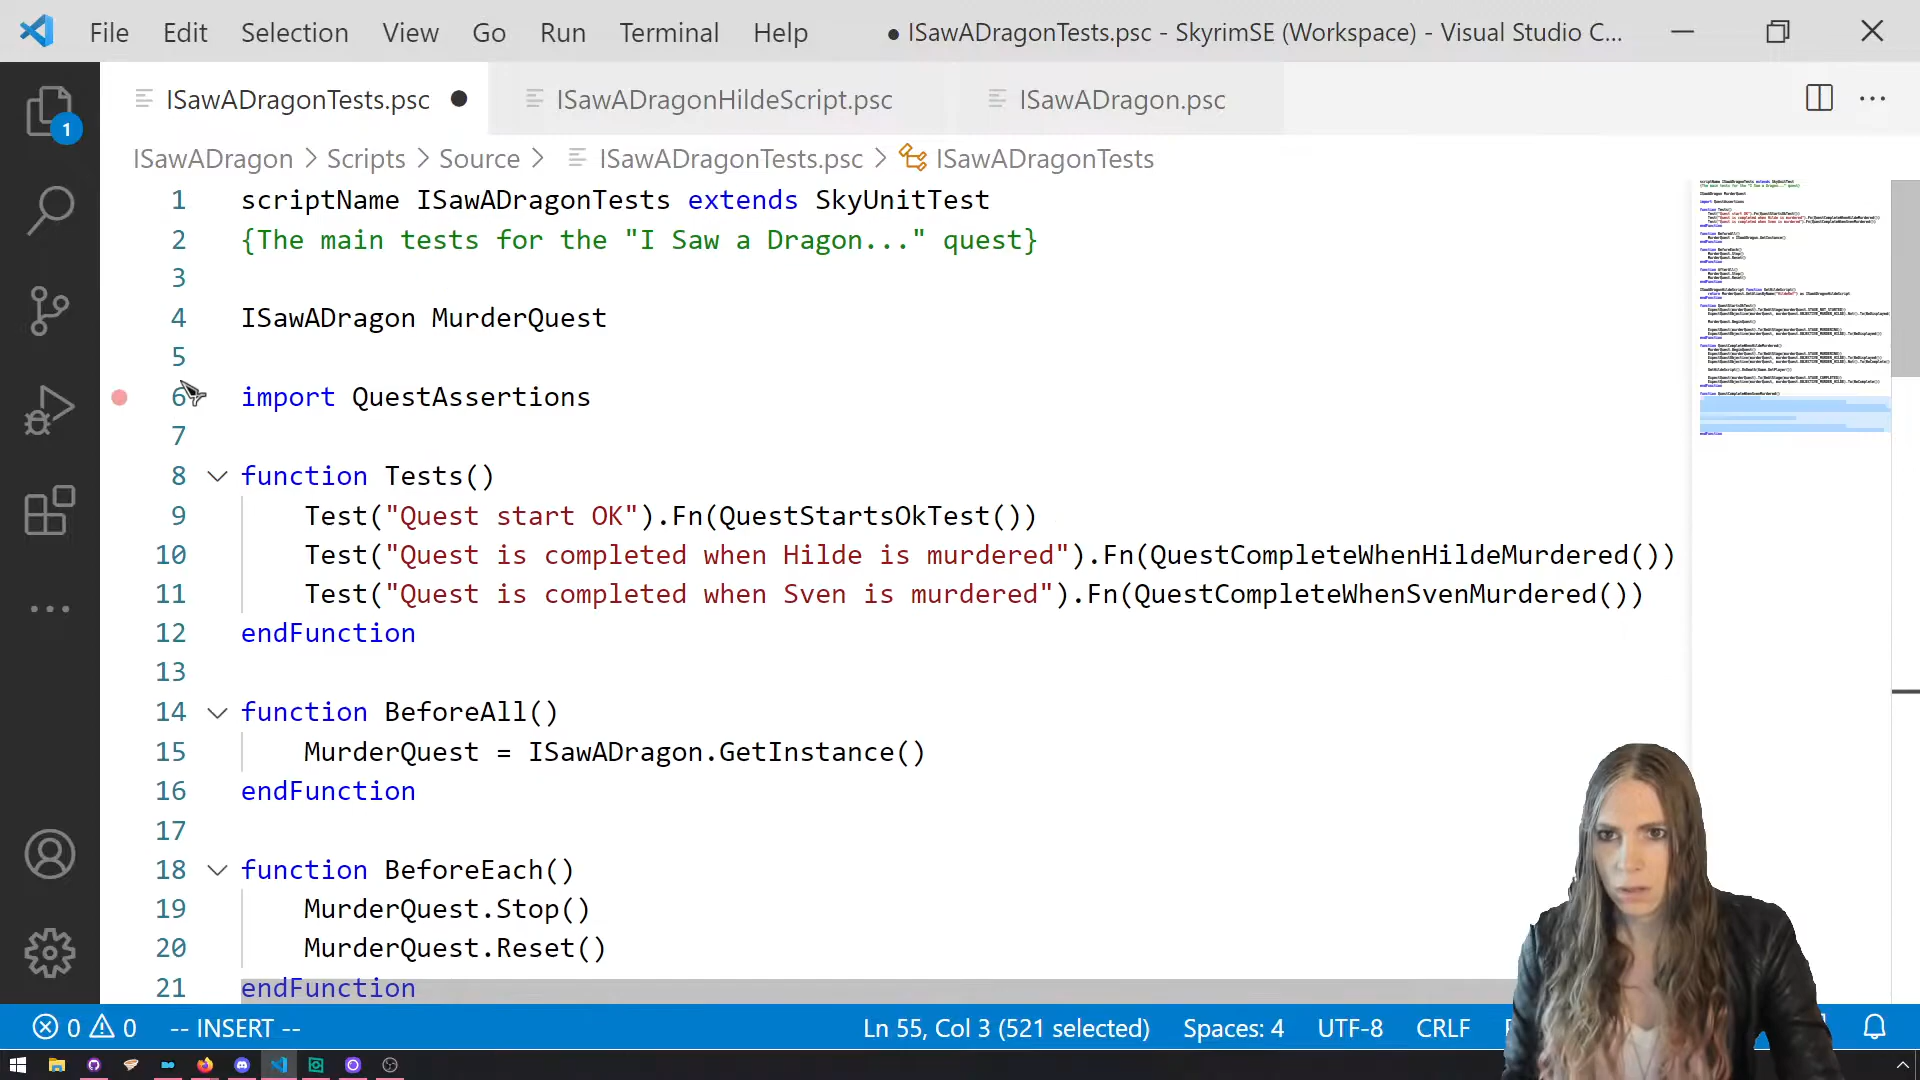 File Edit Selection View Go Run Terminal Help ● ISawADragonTests.psc - SkyrimSE (Workspace) - Visual Studio C...
ISawADragonTests.psc ISawADragonHildeScript.psc ISawADragon.psc
1
ISawADragon > Scripts > Source > ISawADragonTests.psc > ISawADragonTests
1 scriptName ISawADragonTests extends SkyUnitTest
2 {The main tests for the "I Saw a Dragon..." quest}
3
4 ISawADragon MurderQuest
5
6 import QuestAssertions
7
8 function Tests()
9 Test("Quest start OK").Fn(QuestStartsOkTest())
10 Test("Quest is completed when Hilde is murdered").Fn(QuestCompleteWhenHildeMurdered())
11 Test("Quest is completed when Sven is murdered").Fn(QuestCompleteWhenSvenMurdered())
12 endFunction
13
14 function BeforeAll()
15 MurderQuest = ISawADragon.GetInstance()
16 endFunction
17
18 function BeforeEach()
19 MurderQuest.Stop()
20 MurderQuest.Reset()
21 endFunction
0 0 -- INSERT -- Ln 55, Col 3 (521 selected) Spaces: 4 UTF-8 CRLF